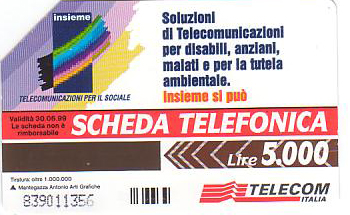 insieme
TELECOMUNICAZIONI PER IL SOCIALE
Soluzioni
di Telecomunicazioni
per disabili, anziani,
malati e per la tutela
ambientale.
Insieme si può
Validità 30.06.99
La scheda non è
rimborsabile
SCHEDA TELEFONICA
Lire 5.000
Tiratura: oltre 1.000.000
Mantegazza Antonio Arti Grafiche
839011356
TELECOM
ITALIA